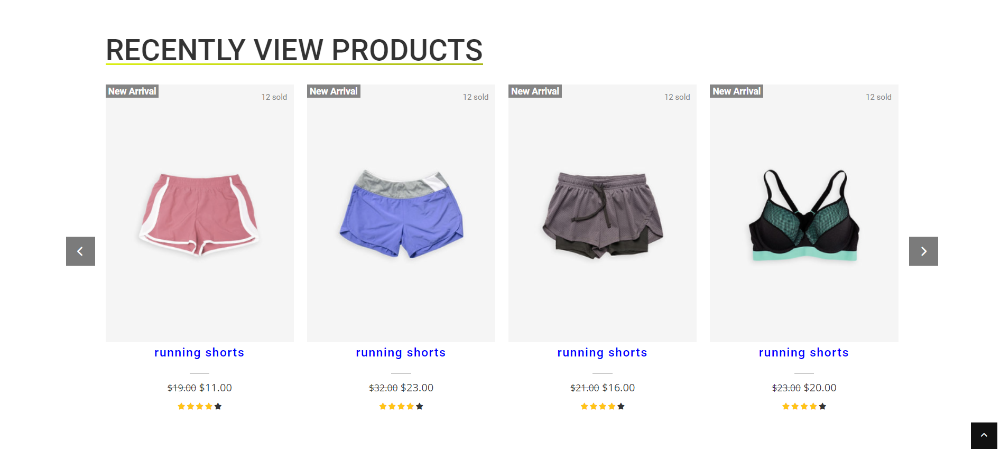 RECENTLY VIEW PRODUCTS
New Arrival
12 sold
running shorts
$19.00 $11.00
New Arrival
12 sold
running shorts
$32.00 $23.00
New Arrival
12 sold
running shorts
$21.00 $16.00
New Arrival
12 sold
running shorts
$23.00 $20.00